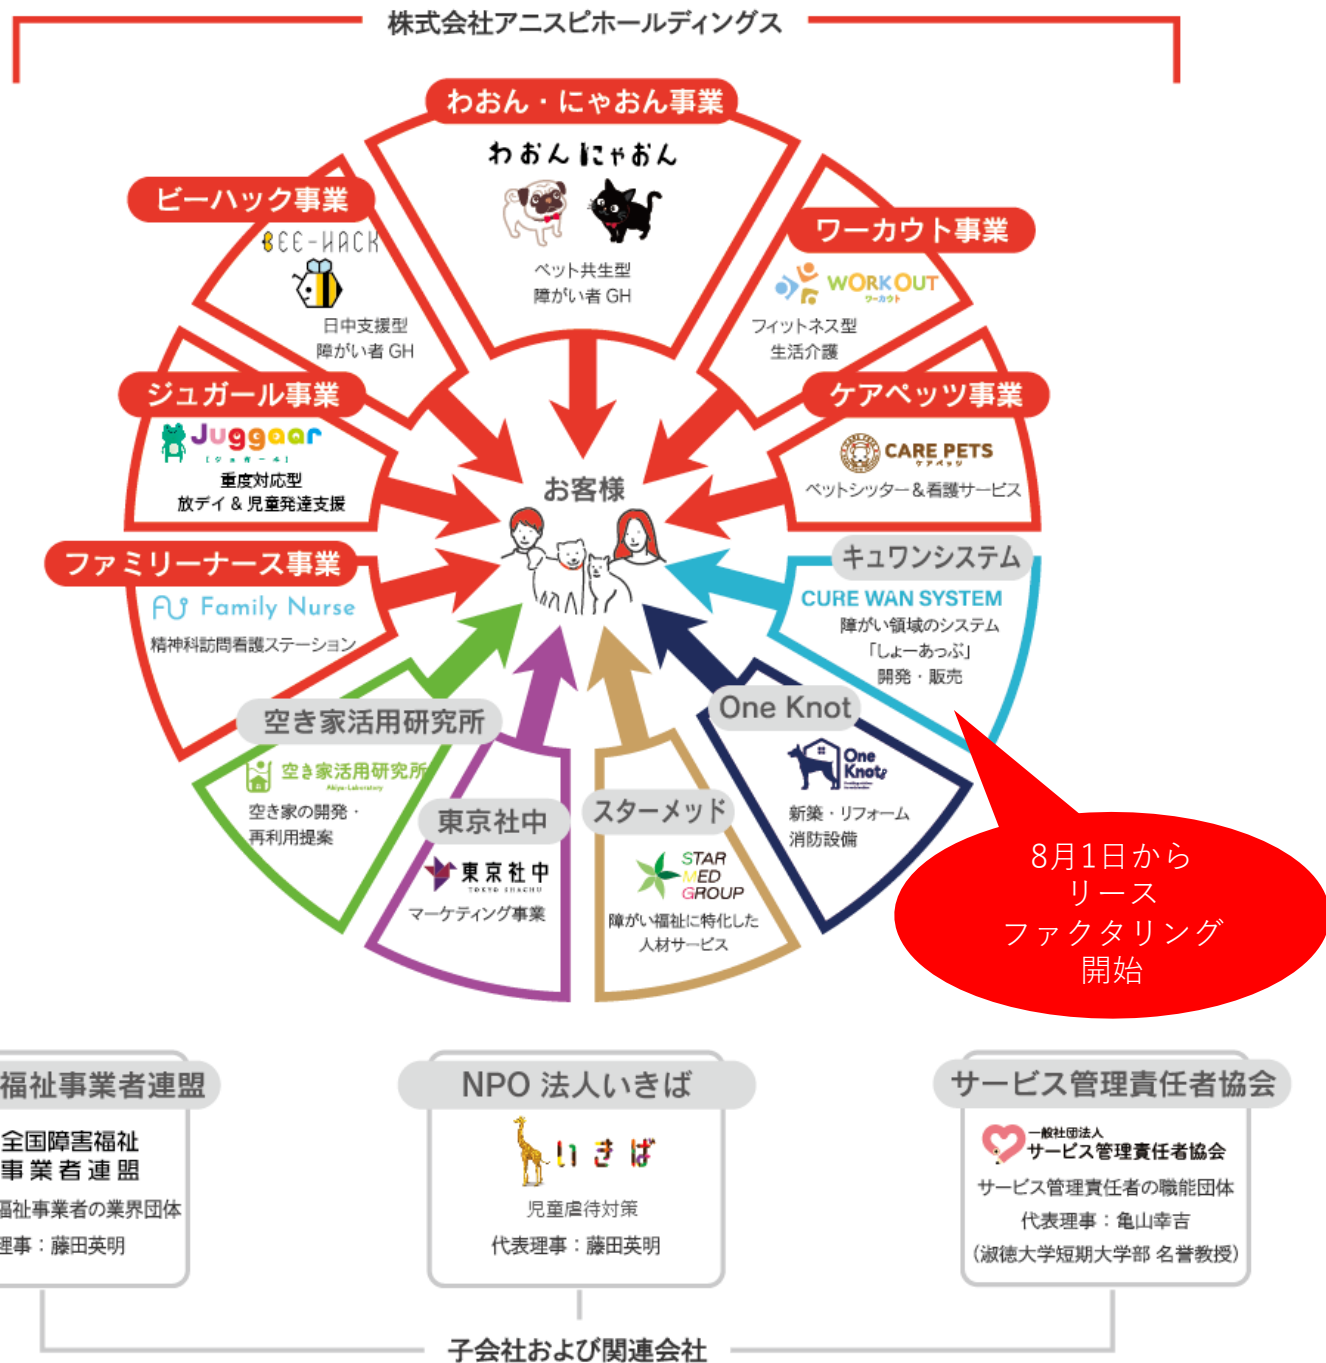 株式会社アニスピホールディングス
わおん・にゃおん事業
わおんにゃおん
ペット共生型
障がい者 GH
ビーハック事業
BEE-HACK
日中支援型
障がい者 GH
ワーカウト事業
WORK OUT
ワーカウト
フィットネス型
生活介護
ジュガール事業
Juggaar
[ジュガール]
重度対応型
放デイ & 児童発達支援
ケアペッツ事業
CARE PETS
ケアペッツ
ペットシッター＆看護サービス
お客様
ファミリーナース事業
Family Nurse
精神科訪問看護ステーション
キュワンシステム
CURE WAN SYSTEM
障がい領域のシステム
「しょーあっぷ」
開発・販売
空き家活用研究所
空き家活用研究所
Akiya-Laboratory
空き家の開発・
再利用提案
東京社中
東京社中
TOKYO SHACHU
マーケティング事業
スターメッド
STAR
MED
GROUP
障がい福祉に特化した
人材サービス
One Knot
One
Knot
新築・リフォーム
消防設備
8月1日から
リース
ファクタリング
開始
福祉事業者連盟
全国障害福祉
事業者連盟
福祉事業者の業界団体
理事：藤田英明
NPO 法人いきば
いきば
児童虐待対策
代表理事：藤田英明
サービス管理責任者協会
一般社団法人
サービス管理責任者協会
サービス管理責任者の職能団体
代表理事：亀山幸吉
（淑徳大学短期大学部 名誉教授）
子会社および関連会社